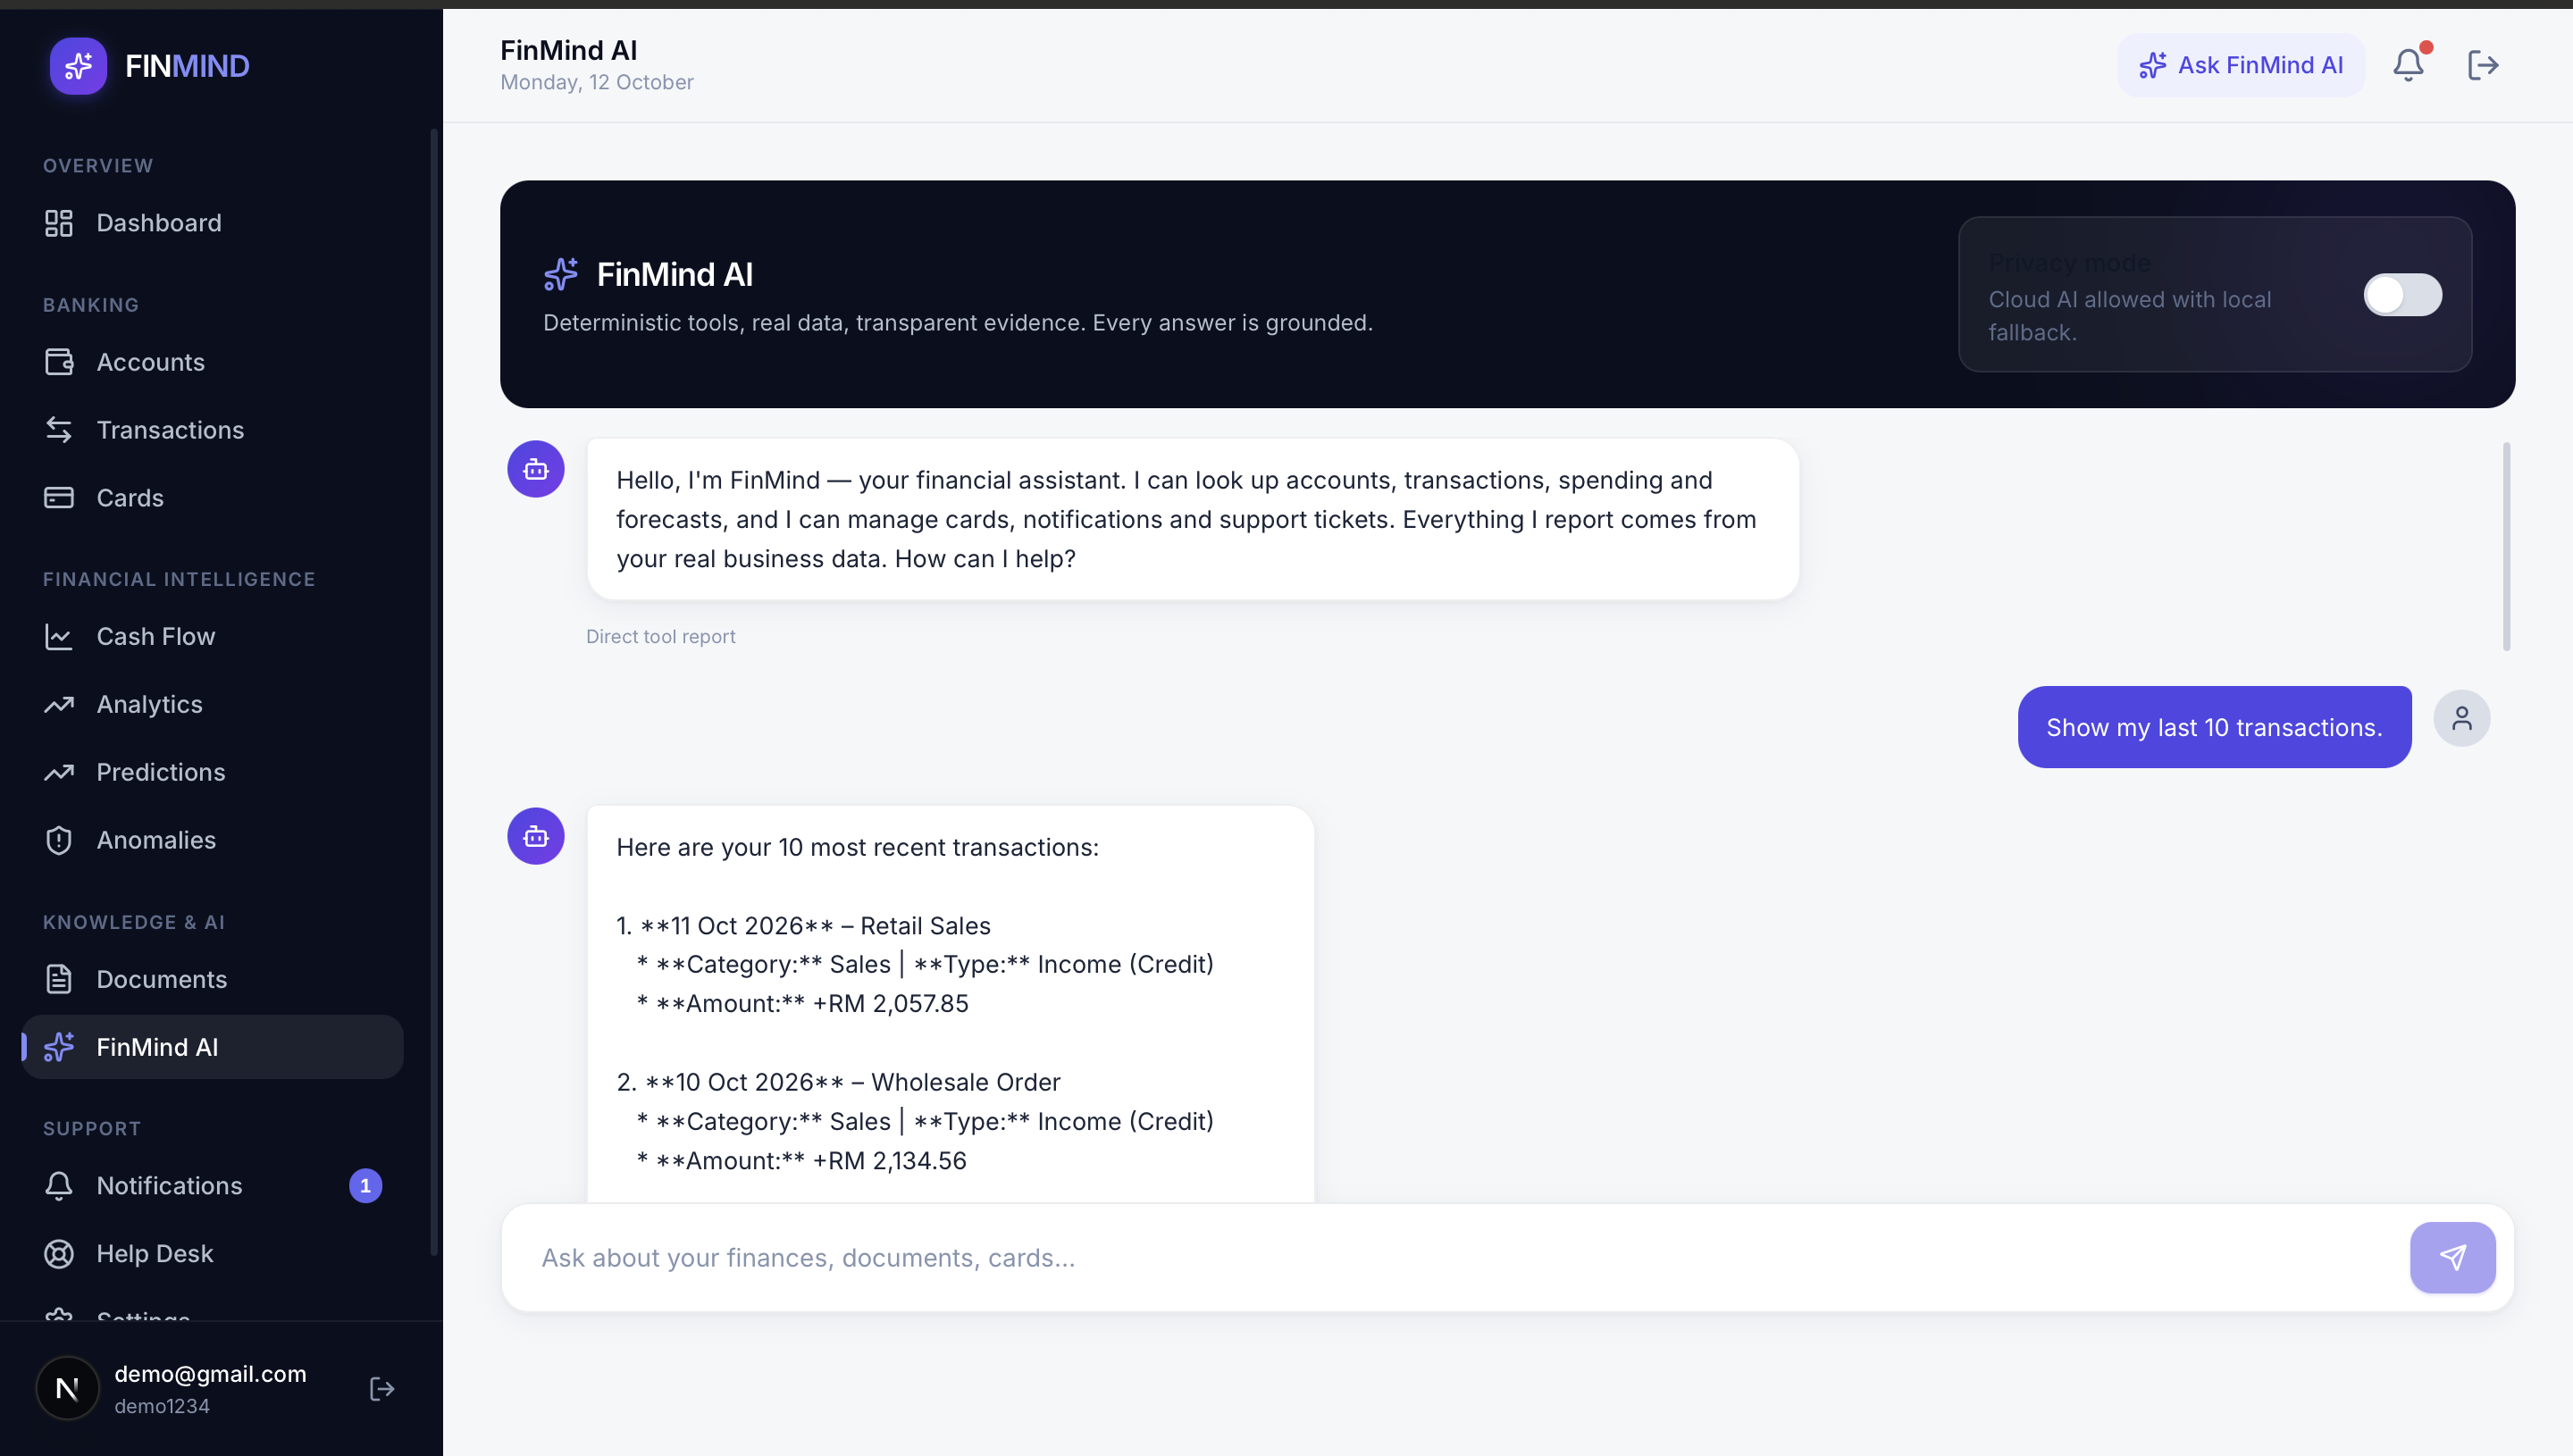 FINMIND
OVERVIEW
Dashboard
BANKING
Accounts
Transactions
Cards
FINANCIAL INTELLIGENCE
Cash Flow
Analytics
Predictions
Anomalies
KNOWLEDGE & AI
Documents
FinMind AI
SUPPORT
Notifications
1
Help Desk
Settings
N
demo@gmail.com
demo1234
FinMind AI
Monday, 12 October
Ask FinMind AI
FinMind AI
Deterministic tools, real data, transparent evidence. Every answer is grounded.
Privacy mode
Cloud AI allowed with local
fallback.
Hello, I'm FinMind — your financial assistant. I can look up accounts, transactions, spending and
forecasts, and I can manage cards, notifications and support tickets. Everything I report comes from
your real business data. How can I help?
Direct tool report
Show my last 10 transactions.
Here are your 10 most recent transactions:
1. **11 Oct 2026** – Retail Sales
* **Category:** Sales | **Type:** Income (Credit)
* **Amount:** +RM 2,057.85
2. **10 Oct 2026** – Wholesale Order
* **Category:** Sales | **Type:** Income (Credit)
* **Amount:** +RM 2,134.56
Ask about your finances, documents, cards...